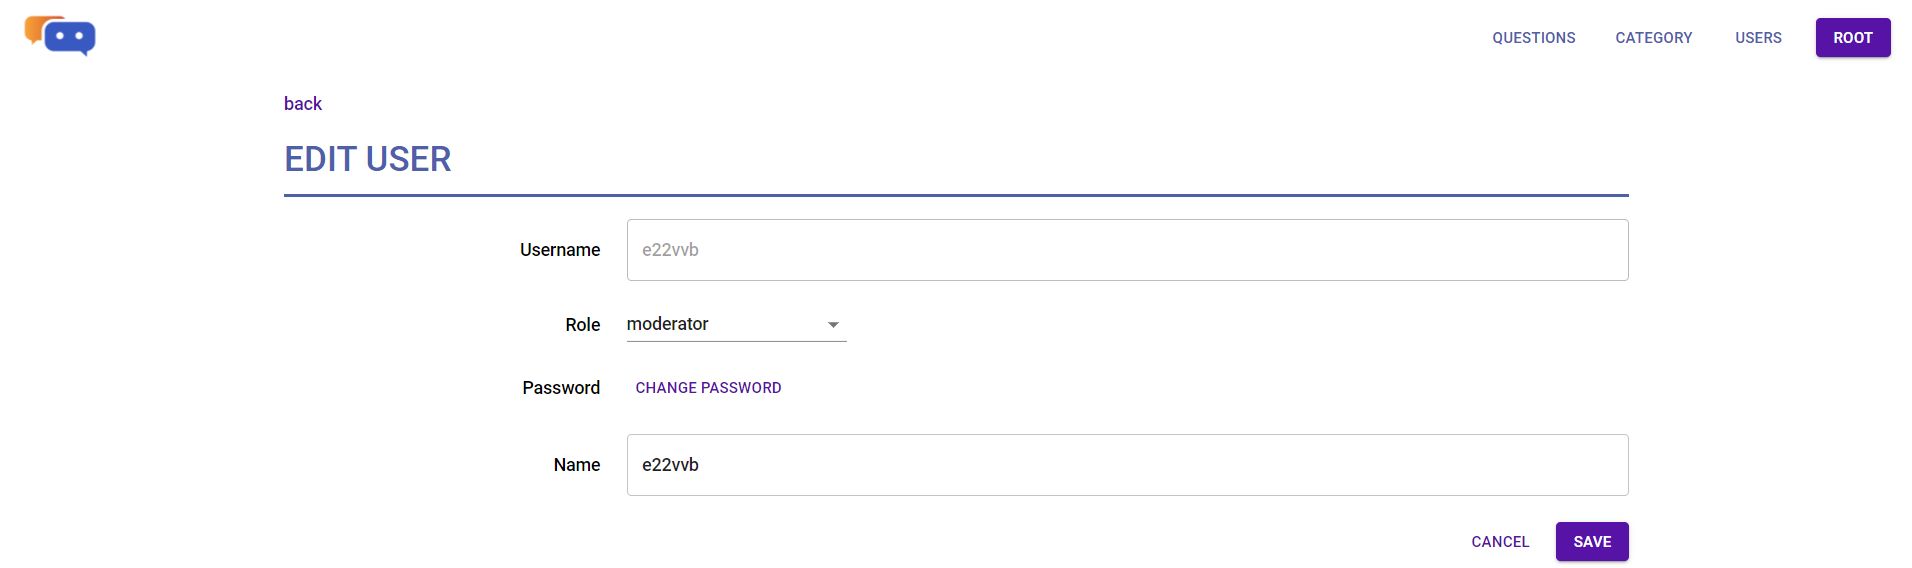 QUESTIONS CATEGORY USERS ROOT
back
EDIT USER
Username e22vvb
Role moderator
Password CHANGE PASSWORD
Name e22vvb
CANCEL SAVE